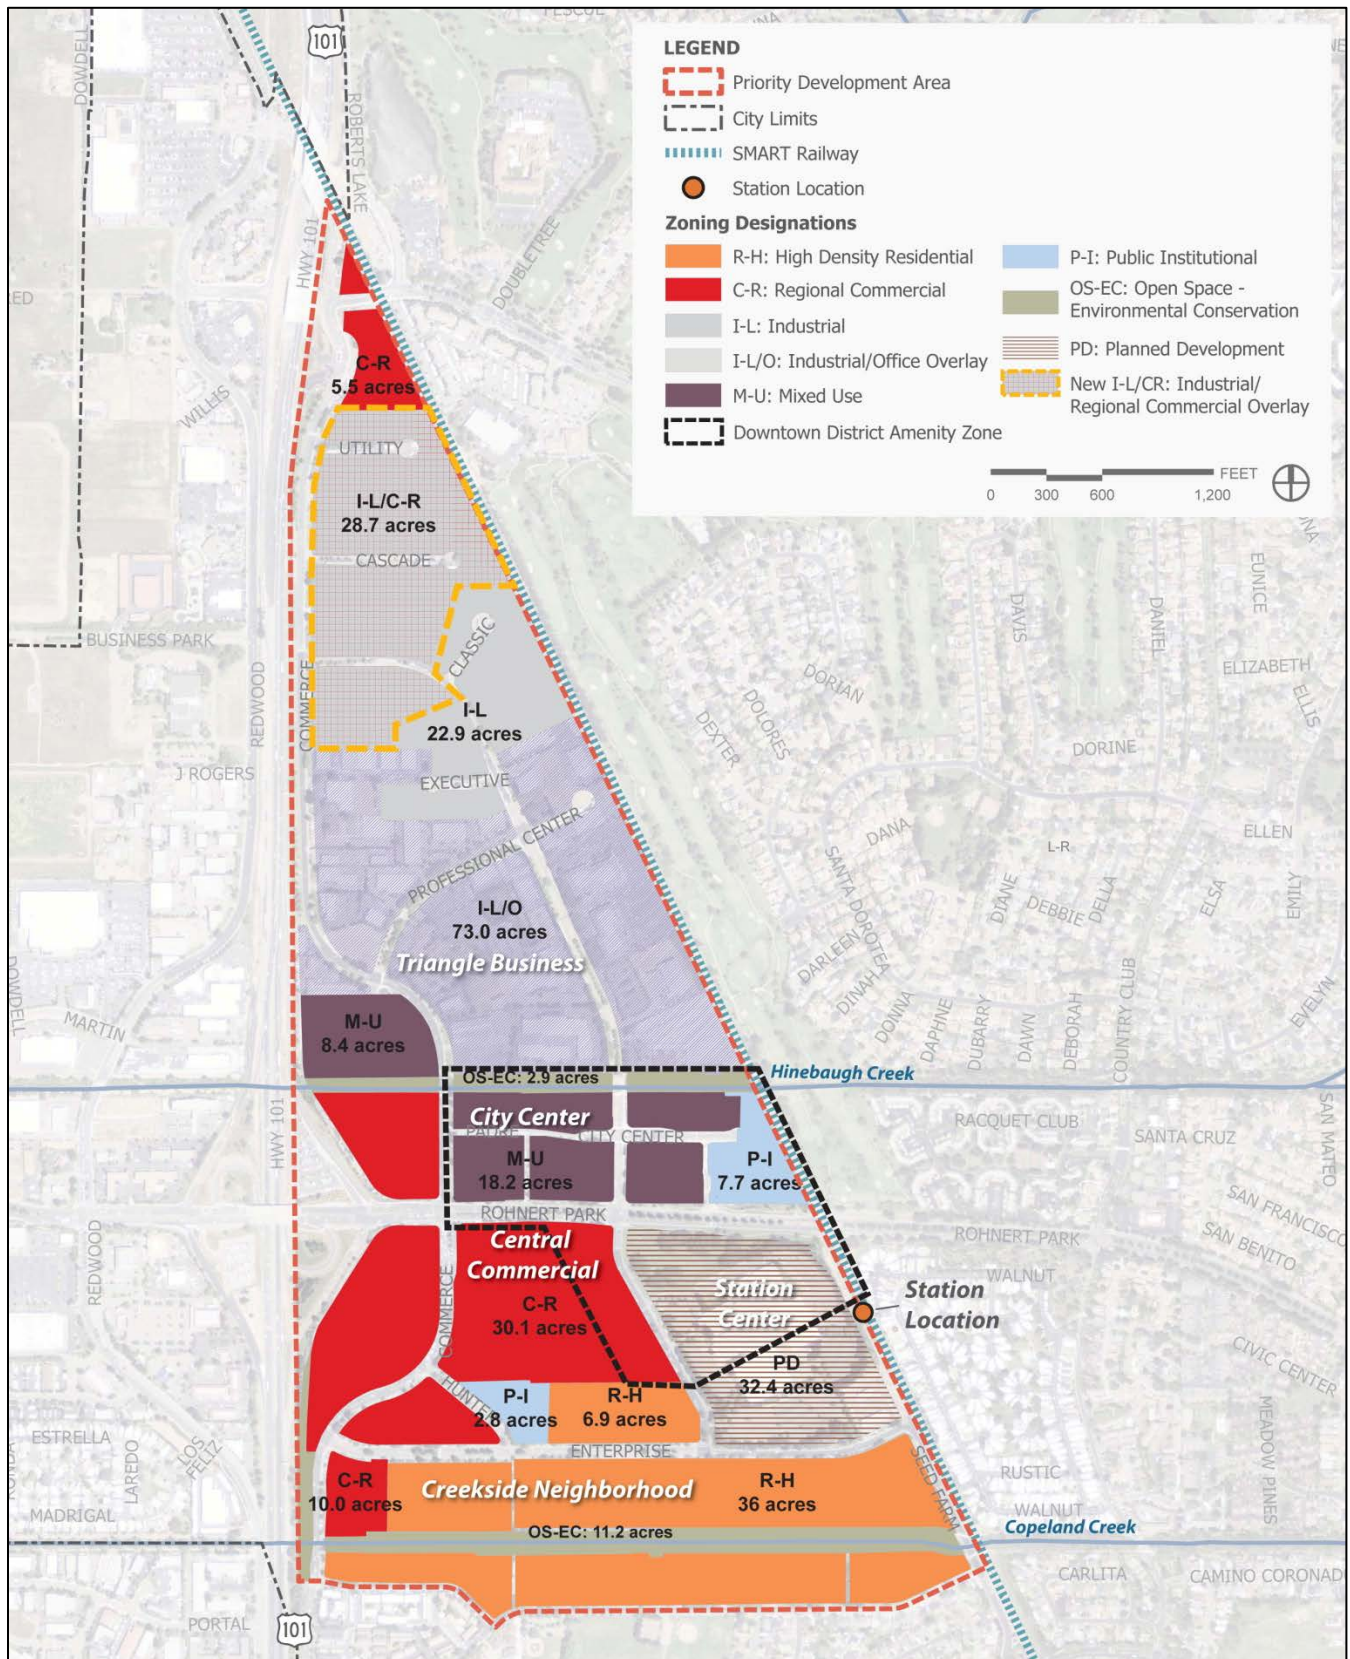 LEGEND
Priority Development Area
City Limits
SMART Railway
Station Location
Zoning Designations
R-H: High Density Residential
C-R: Regional Commercial
I-L: Industrial
I-L/O: Industrial/Office Overlay
M-U: Mixed Use
Downtown District Amenity Zone
P-I: Public Institutional
OS-EC: Open Space -
Environmental Conservation
PD: Planned Development
New I-L/CR: Industrial/
Regional Commercial Overlay
FEET
0 300 600 1,200
101
DOWDELL
ROBERTS LAKE
HWY 101
DOUBLETREE
WILLIS
C-R
5.5 acres
UTILITY
I-L/C-R
28.7 acres
CASCADE
BUSINESS PARK
CLASSIC
REDWOOD
COMMERCE
I-L
22.9 acres
J ROGERS
EXECUTIVE
PROFESSIONAL CENTER
I-L/O
73.0 acres
Triangle Business
DAVIS
DANIEL
EUNICE
ELIZABETH
ELLIS
DORIAN
DOLORES
DEXTER
DORINE
DANA
ELLEN
L-R
SANTA DOROTEA
DIANE
DEBBIE
DELLA
ELSA
EMILY
DARLEEN
DINAH
DONNA
DAPHNE
DUBARRY
DAWN
DEBORAH
COUNTRY CLUB
EVELYN
DOWDELL
MARTIN
M-U
8.4 acres
OS-EC: 2.9 acres
Hinebaugh Creek
City Center
PADRE
CITY CENTER
M-U
18.2 acres
P-I
7.7 acres
HWY 101
RACQUET CLUB
SANTA CRUZ
SAN MATEO
ROHNERT PARK
ROHNERT PARK
SAN FRANCISCO
SAN BENITO
WALNUT
REDWOOD
Central
Commercial
COMMERCE
C-R
30.1 acres
Station
Center
Station
Location
PD
32.4 acres
CIVIC CENTER
HUNTER
P-I
2.8 acres
R-H
6.9 acres
MEADOW PINES
ESTRELLA
LAREDO
LOS FELIZ
ENTERPRISE
SEED FARM
RUSTIC
C-R
10.0 acres
Creekside Neighborhood
R-H
36 acres
WALNUT
MADRIGAL
OS-EC: 11.2 acres
Copeland Creek
CARLITA
CAMINO CORONADO
PORTAL
101